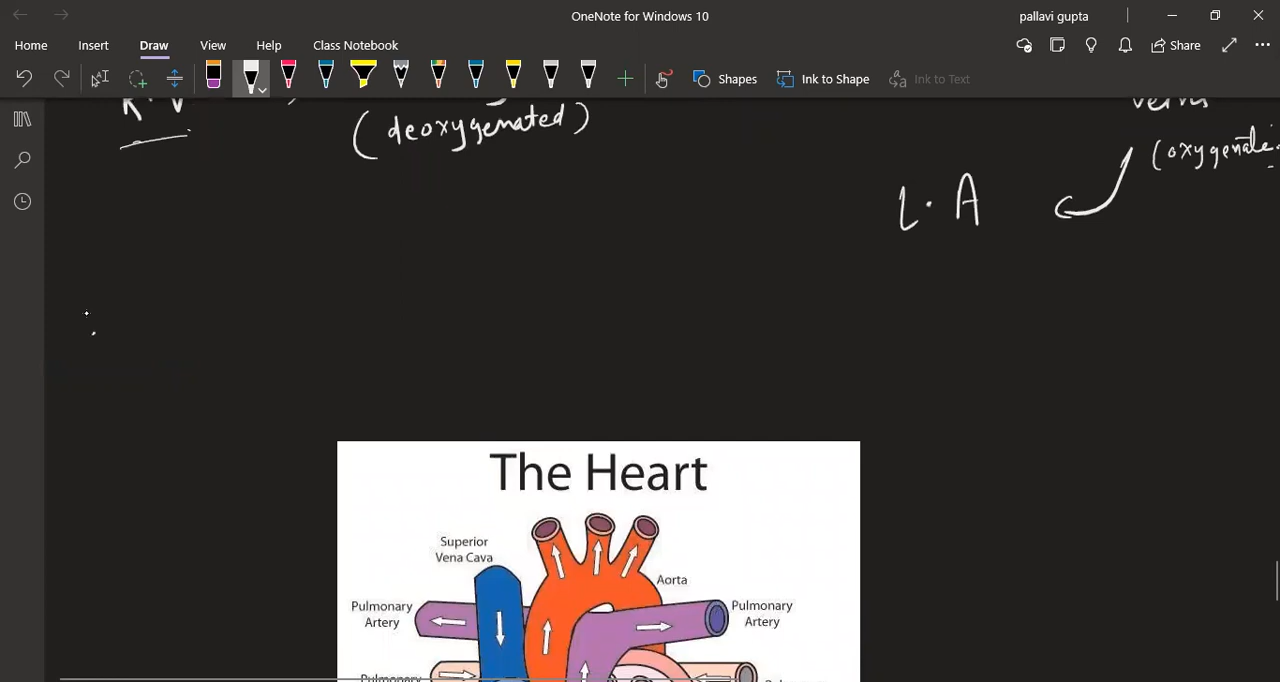 OneNote for Windows 10
pallavi gupta
Home Insert Draw View Help Class Notebook
Share
Shapes Ink to Shape Ink to Text
R. V
(deoxygenated)
L. A
The Heart
Superior
Vena Cava
Aorta
Pulmonary
Artery
Pulmonary
Artery
Pulmonary